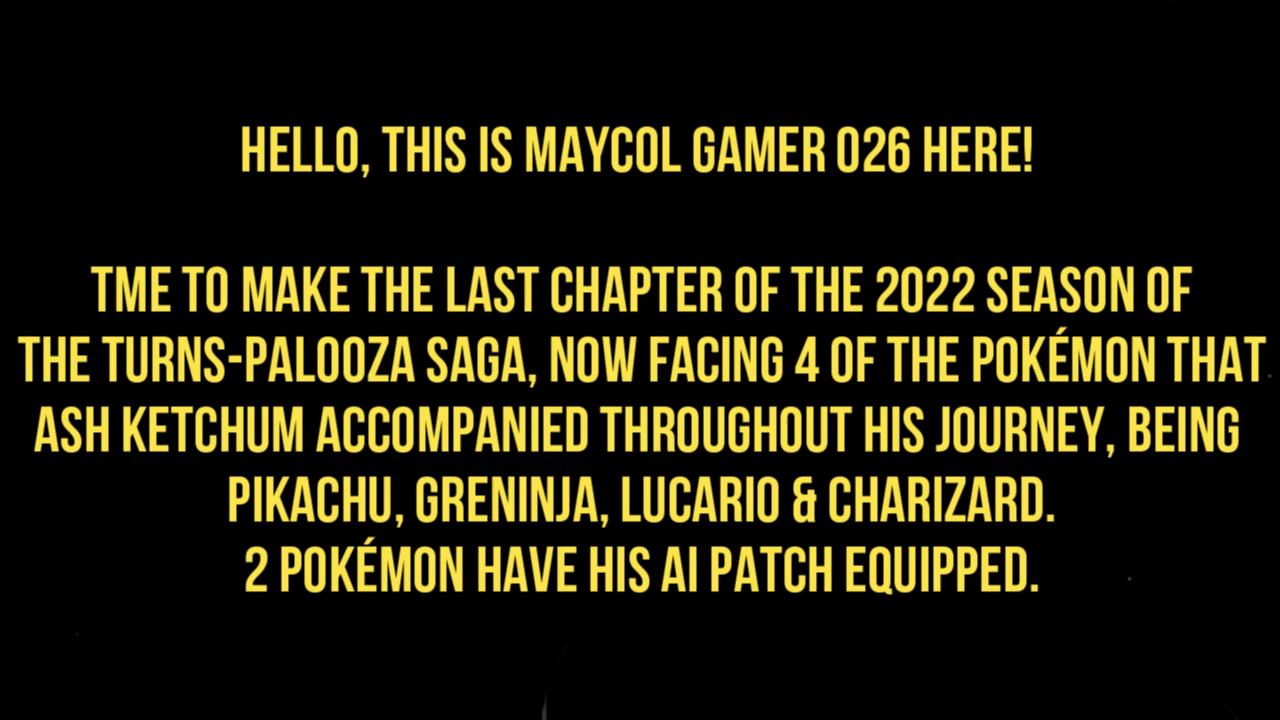 HELLO, THIS IS MAYCOL GAMER 026 HERE!
TME TO MAKE THE LAST CHAPTER OF THE 2022 SEASON OF
THE TURNS-PALOOZA SAGA, NOW FACING 4 OF THE POKÉMON THAT
ASH KETCHUM ACCOMPANIED THROUGHOUT HIS JOURNEY, BEING
PIKACHU, GRENINJA, LUCARIO & CHARIZARD.
2 POKÉMON HAVE HIS AI PATCH EQUIPPED.